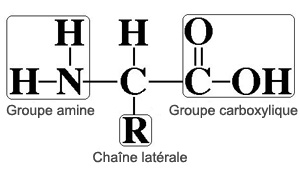 H H O
H-N-C-C-OH
Groupe amine R Groupe carboxylique
Chaîne latérale